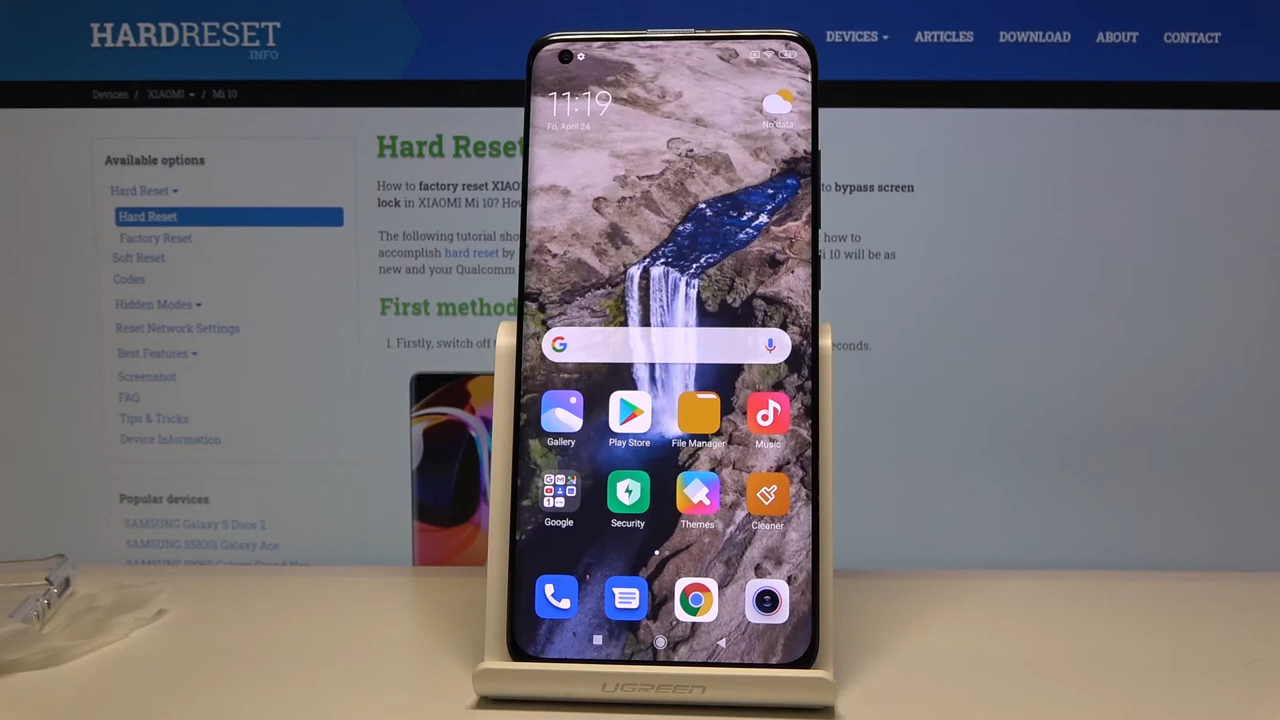 HARDRESET
.INFO
DEVICES
ARTICLES
DOWNLOAD
ABOUT
CONTACT
Devices / XIAOMI / Mi 10
Available options
Hard Reset
Hard Reset
Factory Reset
Soft Reset
Codes
Hidden Modes
Reset Network Settings
Best Features
Screenshot
FAQ
Tips & Tricks
Device Information
Popular devices
SAMSUNG Galaxy S Duos 2
SAMSUNG S5830i Galaxy Ace
Hard Reset
How to factory reset XIAO
to bypass screen
lock in XIAOMI Mi 10? How
The following tutorial sho
how to
accomplish hard reset by
10 will be as
new and your Qualcomm
First method
1. Firstly, switch off
econds.
11:19
Fri, April 24
No data
Gallery
Play Store
File Manager
Music
Google
Security
Themes
Cleaner
UGREEN